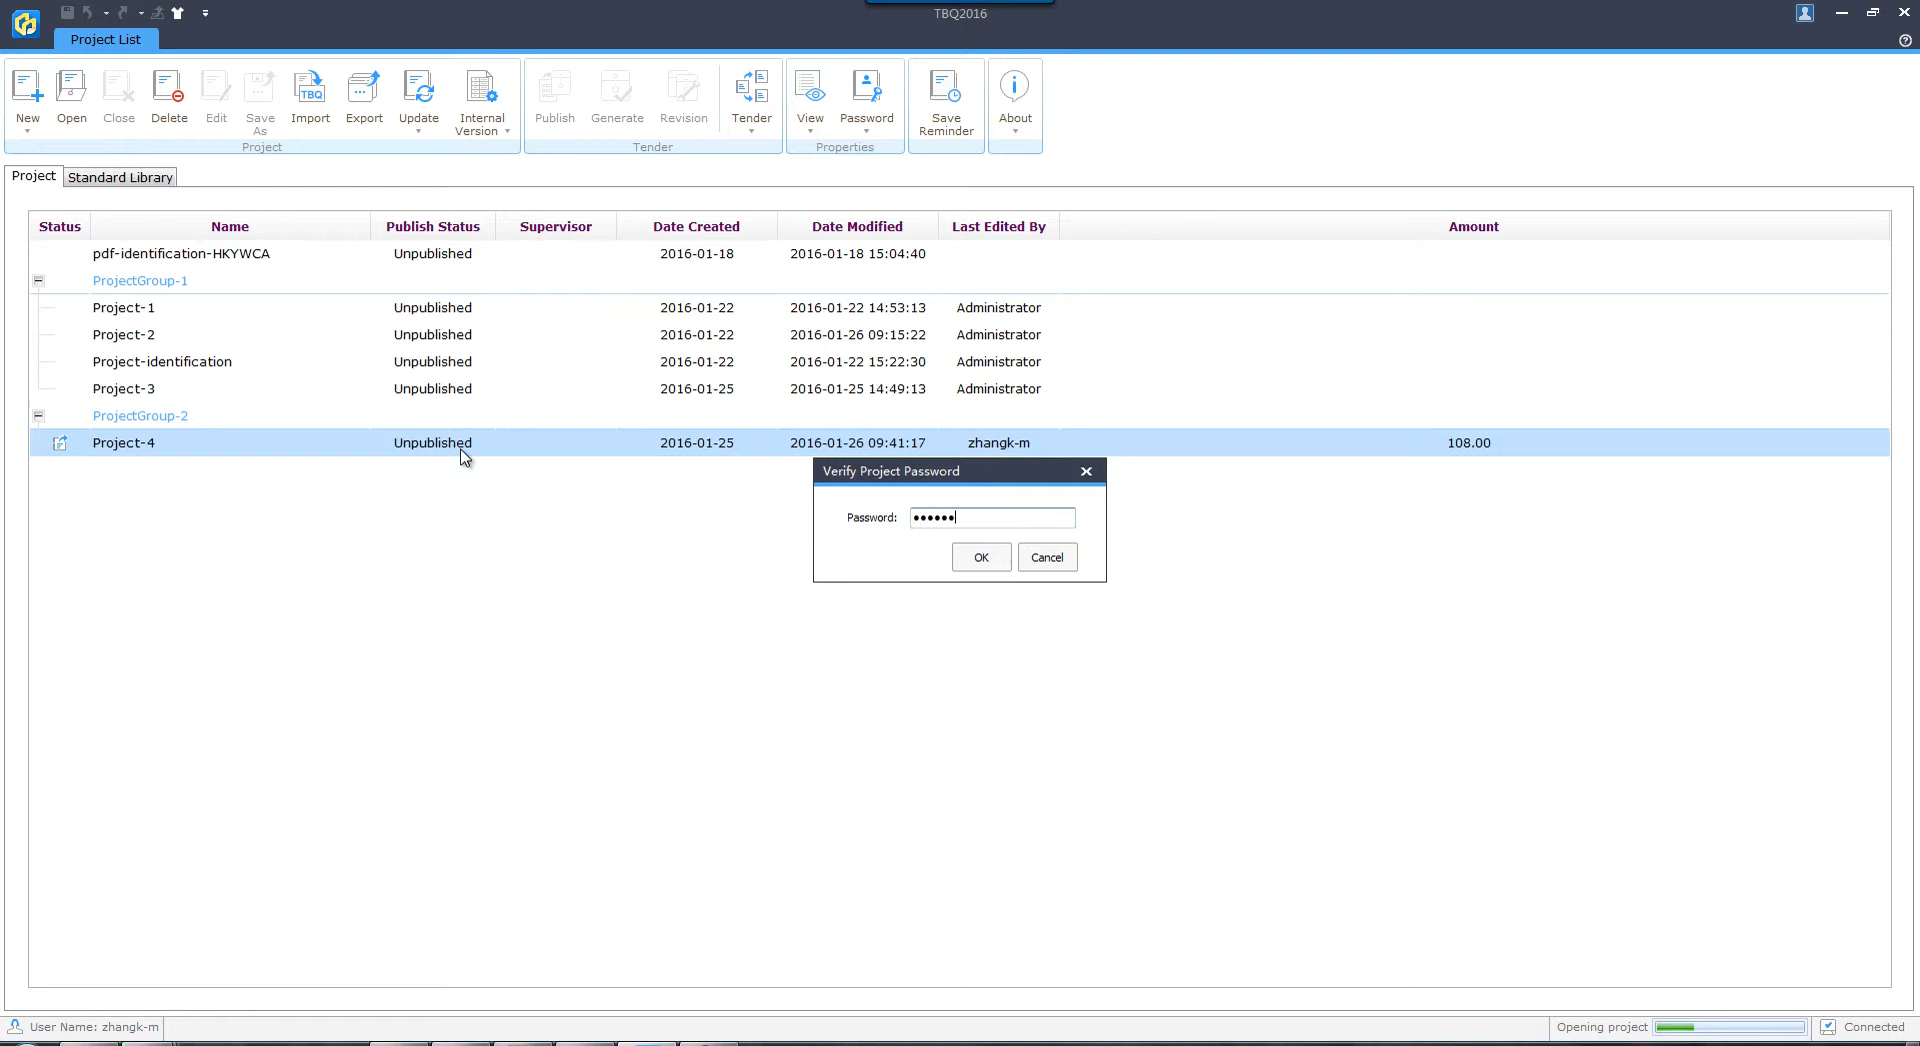 TBQ2016
Project List
New Open Close Delete Edit Save As Import Export Update Internal Version
TBQ
Project
Publish Generate Revision Tender
Tender
View Password
Properties
Save Reminder
About
Project Standard Library
Status Name Publish Status Supervisor Date Created Date Modified Last Edited By Amount
pdf-identification-HKYWCA Unpublished 2016-01-18 2016-01-18 15:04:40
ProjectGroup-1
Project-1 Unpublished 2016-01-22 2016-01-22 14:53:13 Administrator
Project-2 Unpublished 2016-01-22 2016-01-26 09:15:22 Administrator
Project-identification Unpublished 2016-01-22 2016-01-22 15:22:30 Administrator
Project-3 Unpublished 2016-01-25 2016-01-25 14:49:13 Administrator
ProjectGroup-2
Project-4 Unpublished 2016-01-25 2016-01-26 09:41:17 zhangk-m 108.00
Verify Project Password
Password: ••••••
OK Cancel
User Name: zhangk-m Opening project Connected